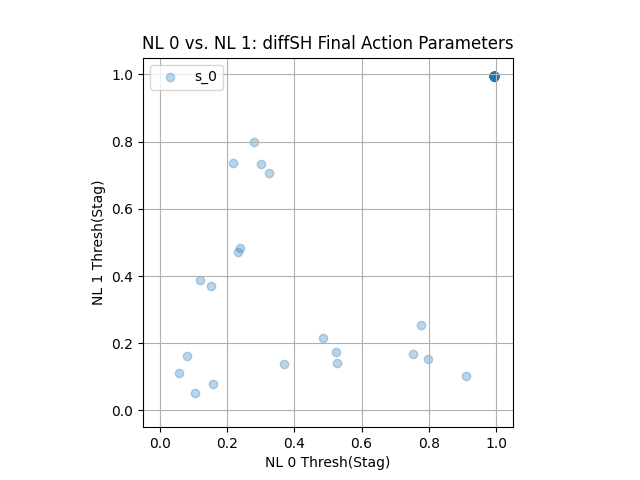 NL 0 vs. NL 1: diffSH Final Action Parameters
s_0
1.0
0.8
0.6
0.4
0.2
0.0
NL 1 Thresh(Stag)
0.0 0.2 0.4 0.6 0.8 1.0
NL 0 Thresh(Stag)